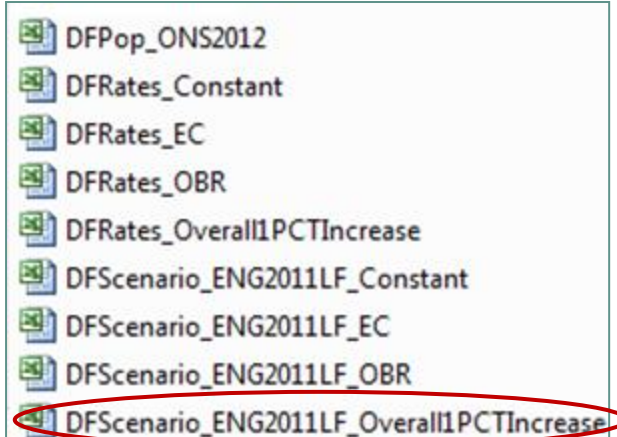 DFPop_ONS2012
DFRates_Constant
DFRates_EC
DFRates_OBR
DFRates_Overall1PCTIncrease
DFScenario_ENG2011LF_Constant
DFScenario_ENG2011LF_EC
DFScenario_ENG2011LF_OBR
DFScenario_ENG2011LF_Overall1PCTIncrease